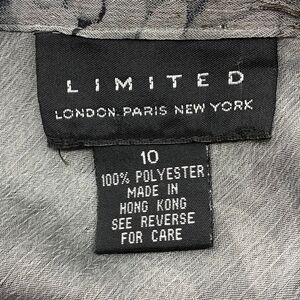 LIMITED
LONDON PARIS NEW YORK
10
100% POLYESTER
MADE IN
HONG KONG
SEE REVERSE
FOR CARE